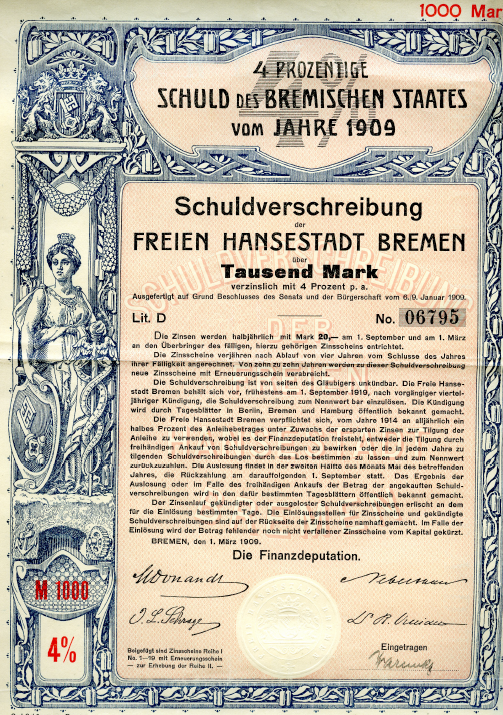 1000 Mar
4 PROZENTIGE
SCHULD DES BREMISCHEN STAATES
VOM JAHRE 1909
4%
Schuldverschreibung
der
FREIEN HANSESTADT BREMEN
über
Tausend Mark
verzinslich mit 4 Prozent p. a.
Ausgefertigt auf Grund Beschlusses des Senats und der Bürgerschaft vom 6./9. Januar 1909.
Lit. D No. 06795
Die Zinsen werden halbjährlich mit Mark 20,— am 1. September und am 1. März
an den Überbringer des fälligen, hierzu gehörigen Zinsscheins entrichtet.
Die Zinsscheine verjähren nach Ablauf von vier Jahren vom Schlusse des Jahres
ihrer Fälligkeit angerechnet. Von zehn zu zehn Jahren werden zu dieser Schuldverschreibung
neue Zinsscheine mit Erneuerungsschein verabreicht.
Die Schuldverschreibung ist von seiten des Gläubigers unkündbar. Die Freie Hanse-
stadt Bremen behält sich vor, frühestens am 1. September 1919, nach vorgängiger viertel-
jähriger Kündigung, die Schuldverschreibung zum Nennwert bar einzulösen. Die Kündigung
wird durch Tagesblätter in Berlin, Bremen und Hamburg öffentlich bekannt gemacht.
Die Freie Hansestadt Bremen verpflichtet sich, vom Jahre 1914 an alljährlich ein
halbes Prozent des Anleihebetrages unter Zuwachs der ersparten Zinsen zur Tilgung der
Anleihe zu verwenden, wobei es der Finanzdeputation freisteht, entweder die Tilgung durch
freihändigen Ankauf von Schuldverschreibungen zu bewirken oder die in jedem Jahre zu
tilgenden Schuldverschreibungen durch das Los bestimmen zu lassen und zum Nennwert
zurückzuzahlen. Die Auslosung findet in der zweiten Hälfte des Monats Mai des betreffenden
Jahres, die Rückzahlung am darauffolgenden 1. September statt. Das Ergebnis der
Auslosung oder im Falle des freihändigen Ankaufs der Betrag der angekauften Schuld-
verschreibungen wird in den dafür bestimmten Tagesblättern öffentlich bekannt gemacht.
Der Zinsenlauf gekündigter oder ausgeloster Schuldverschreibungen erlischt an dem
für die Einlösung bestimmten Tage. Die Einlösungsstellen für Zinsscheine und gekündigte
Schuldverschreibungen sind auf der Rückseite der Zinsscheine namhaft gemacht. Im Falle der
Einlösung wird der Betrag fehlender noch nicht verfallener Zinsscheine vom Kapital gekürzt.
BREMEN, den 1. März 1909.
Die Finanzdeputation.
M 1000
4%
Beigefügt sind Zinsscheine Reihe I
No. 1—19 mit Erneuerungsschein
— zur Erhebung der Reihe II. —
Eingetragen